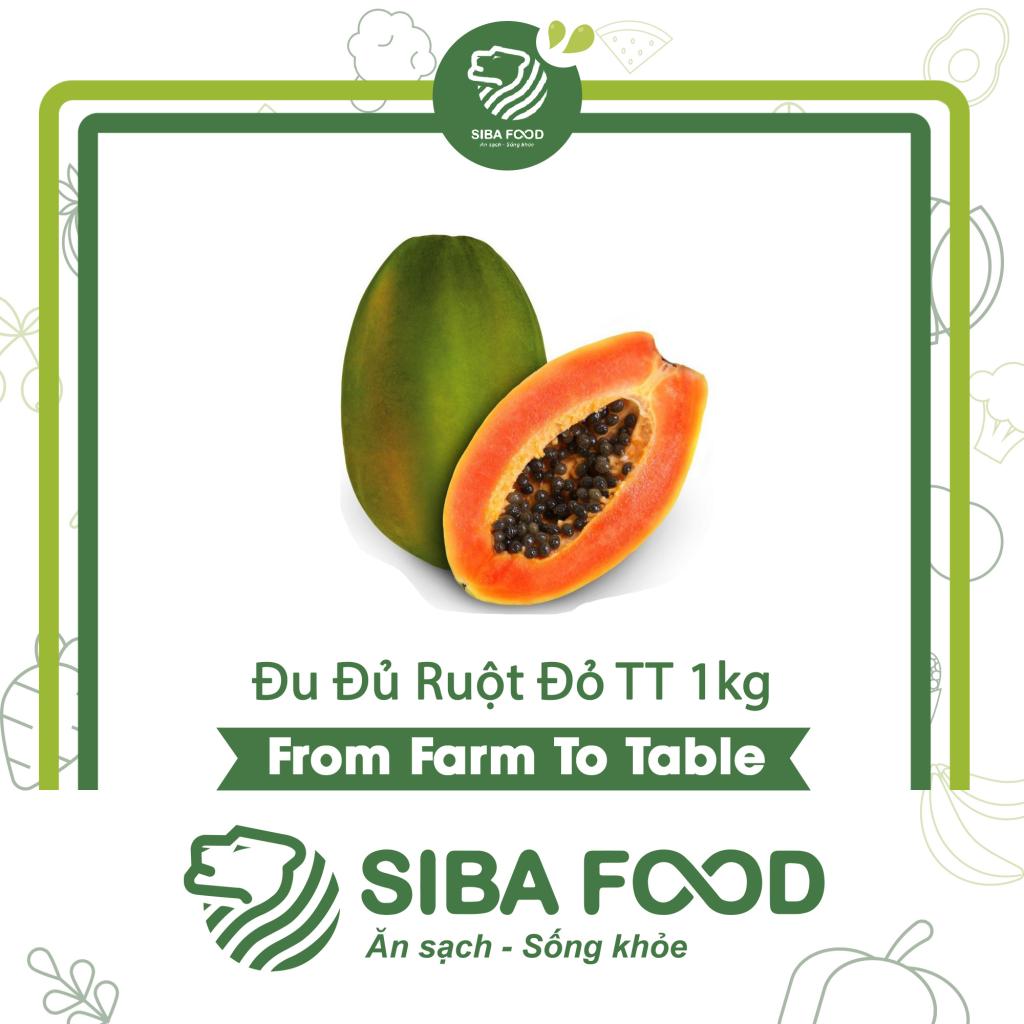 SIBA FOOD
Ăn sạch - Sống khỏe
Đu Đủ Ruột Đỏ TT 1kg
From Farm To Table
SIBA FOOD
Ăn sạch - Sống khỏe